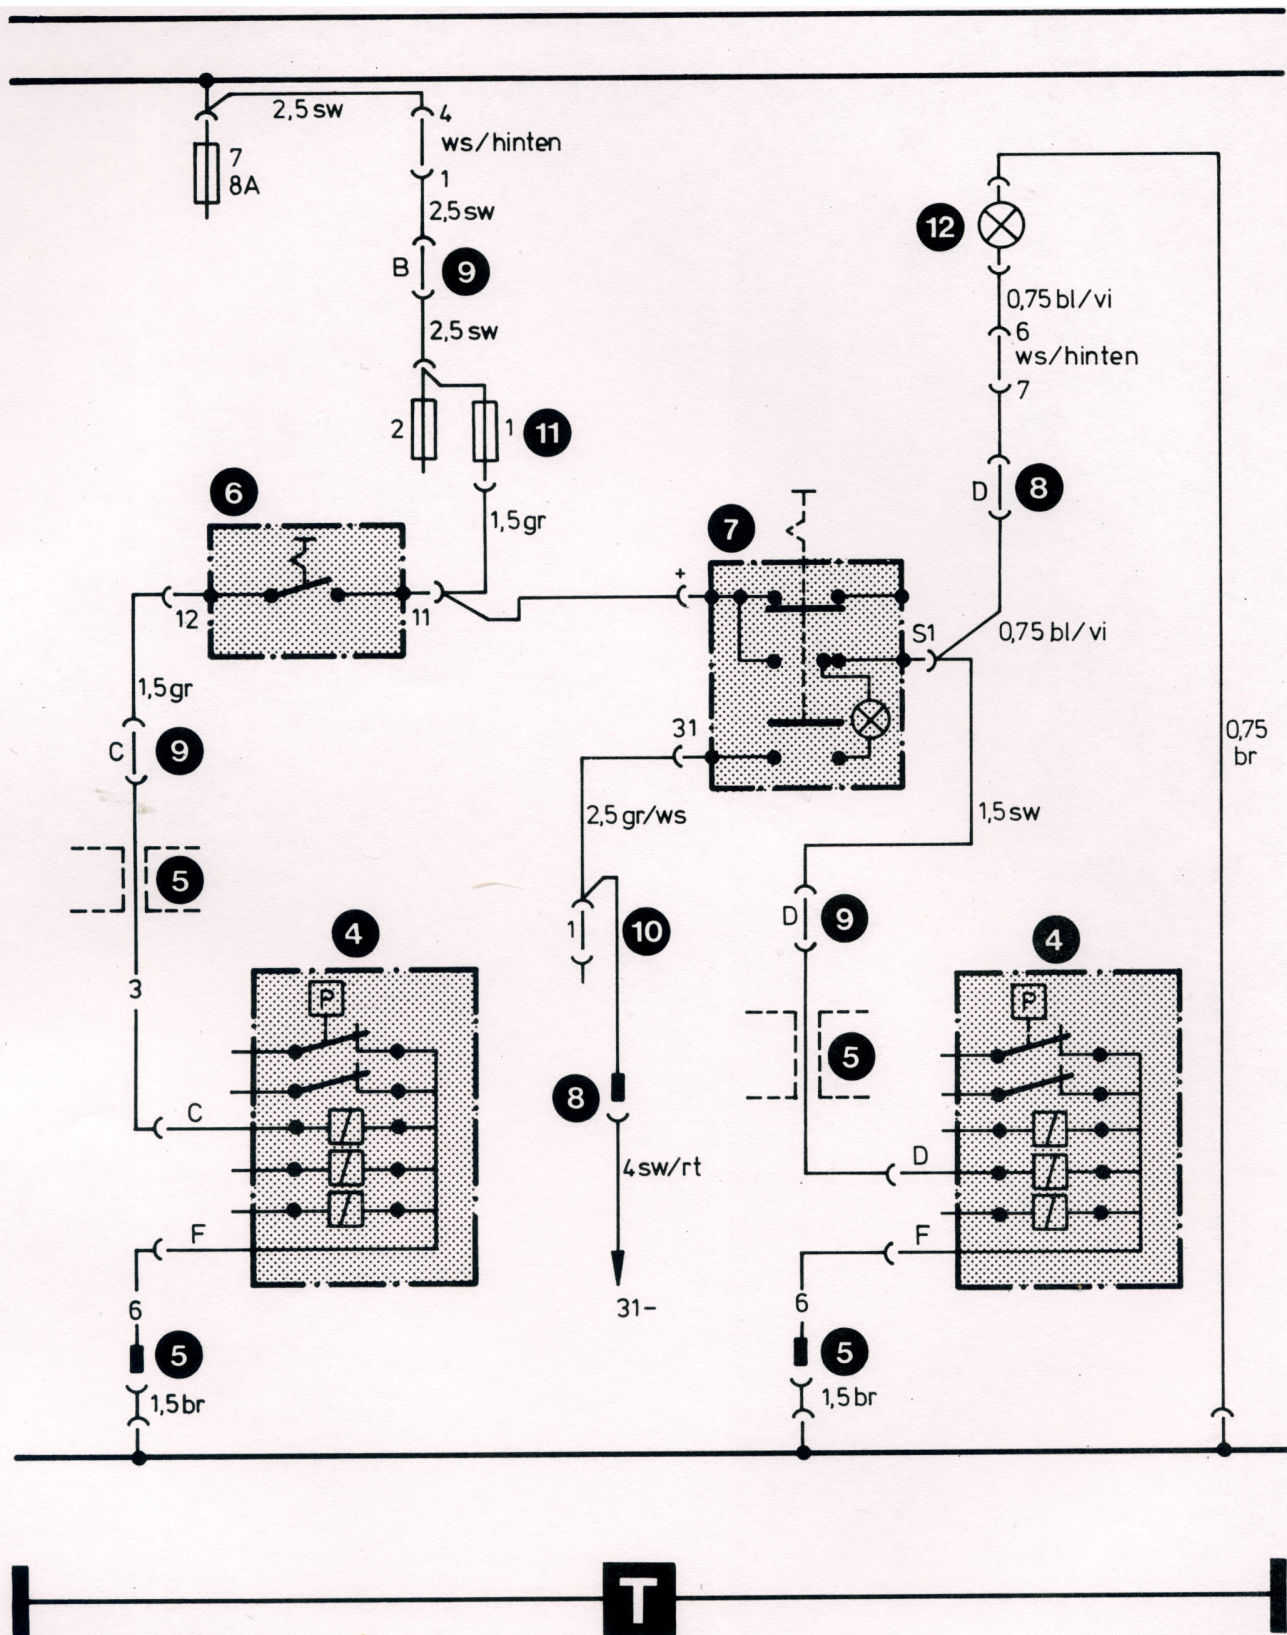 2,5 sw
4
ws/hinten
7
8A
1
2,5 sw
B
9
2,5 sw
2
1
11
12
0,75 bl/vi
6
ws/hinten
7
D
8
6
1,5 gr
12
11
7
+
S1
0,75 bl/vi
31
1,5 gr
C
9
2,5 gr/ws
1,5 sw
0,75
br
5
4
1
10
D
9
4
3
P
P
5
8
C
4 sw/rt
D
F
F
6
31-
6
5
5
1,5 br
1,5 br
T